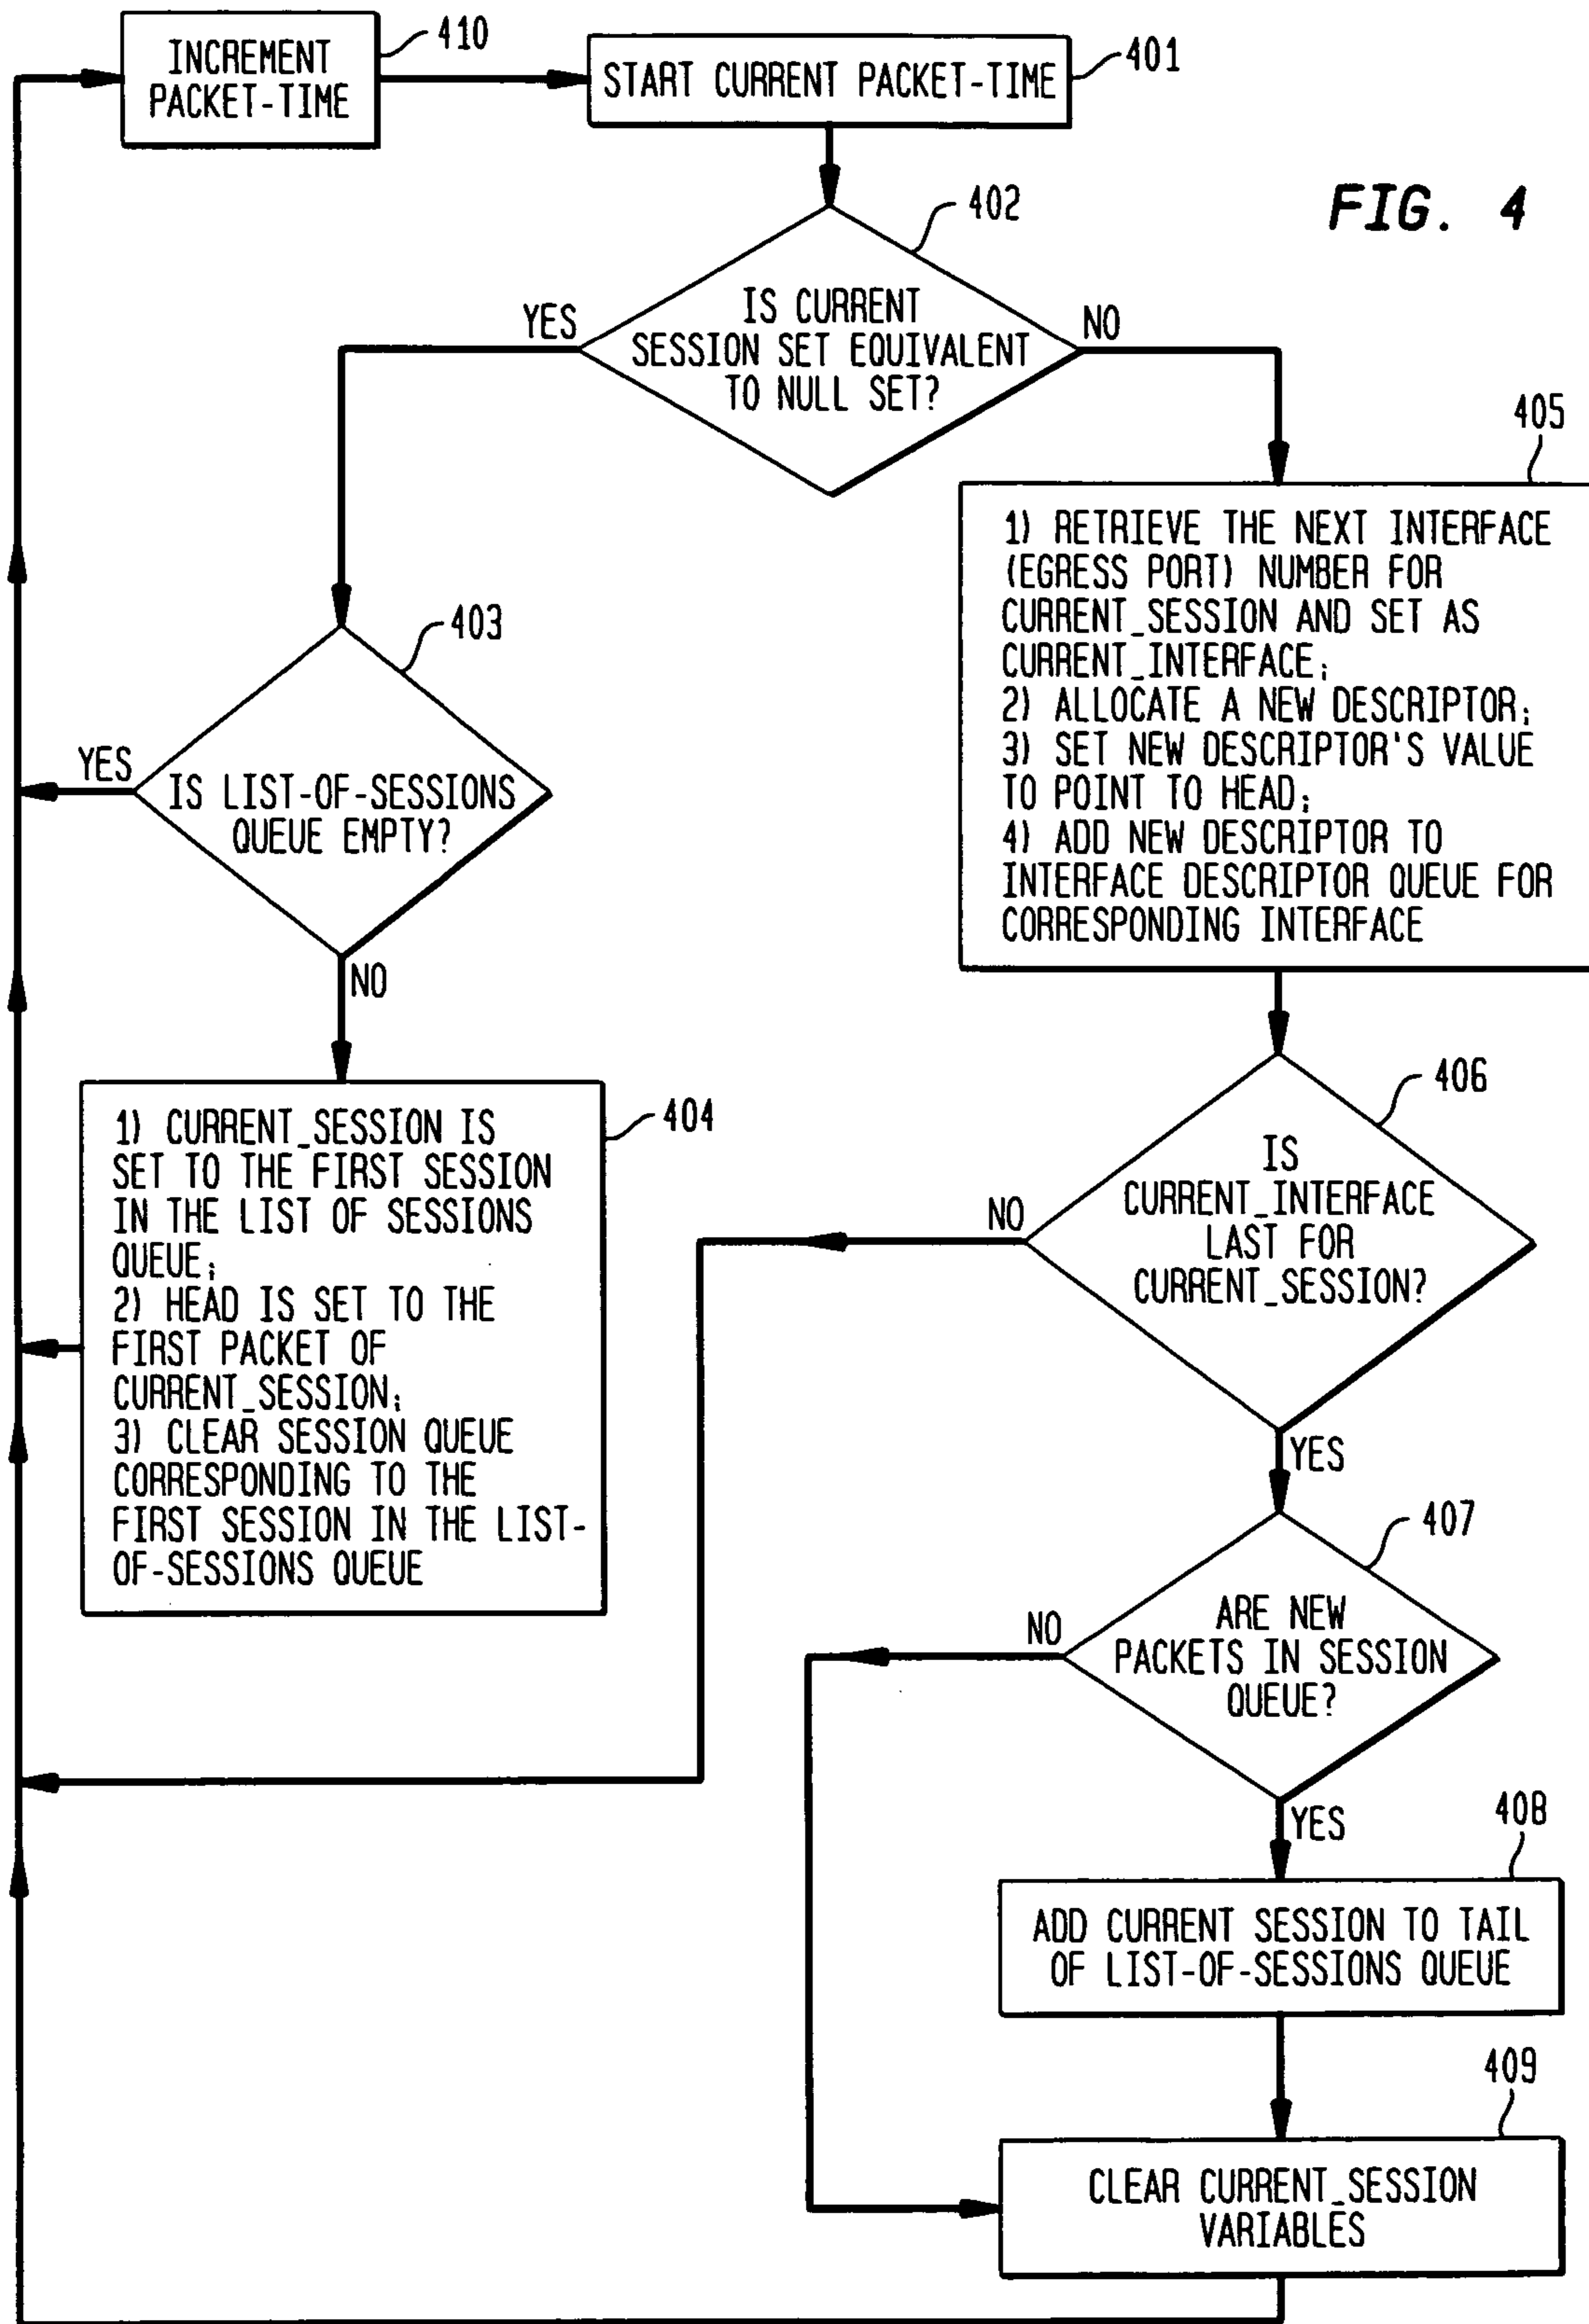 INCREMENT
PACKET-TIME
410
START CURRENT PACKET-TIME
401
FIG. 4
402
IS CURRENT
SESSION SET EQUIVALENT
TO NULL SET?
YES
NO
403
IS LIST-OF-SESSIONS
QUEUE EMPTY?
YES
NO
404
1) CURRENT_SESSION IS
SET TO THE FIRST SESSION
IN THE LIST OF SESSIONS
QUEUE;
2) HEAD IS SET TO THE
FIRST PACKET OF
CURRENT_SESSION;
3) CLEAR SESSION QUEUE
CORRESPONDING TO THE
FIRST SESSION IN THE LIST-
OF-SESSIONS QUEUE
405
1) RETRIEVE THE NEXT INTERFACE
(EGRESS PORT) NUMBER FOR
CURRENT_SESSION AND SET AS
CURRENT_INTERFACE;
2) ALLOCATE A NEW DESCRIPTOR;
3) SET NEW DESCRIPTOR'S VALUE
TO POINT TO HEAD;
4) ADD NEW DESCRIPTOR TO
INTERFACE DESCRIPTOR QUEUE FOR
CORRESPONDING INTERFACE
406
IS
CURRENT_INTERFACE
LAST FOR
CURRENT_SESSION?
NO
YES
407
ARE NEW
PACKETS IN SESSION
QUEUE?
NO
YES
408
ADD CURRENT SESSION TO TAIL
OF LIST-OF-SESSIONS QUEUE
409
CLEAR CURRENT_SESSION
VARIABLES